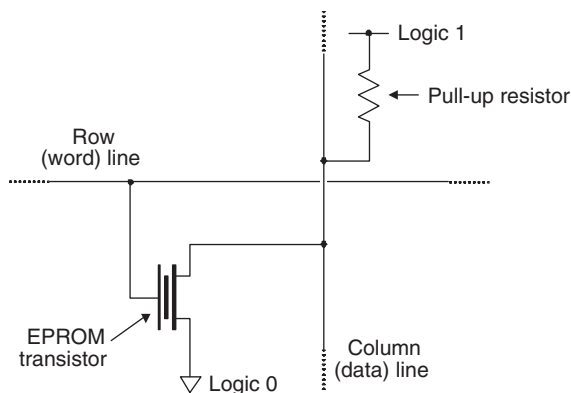 Logic 1
Pull-up resistor
Row
(word) line
EPROM
transistor
Logic 0
Column
(data) line